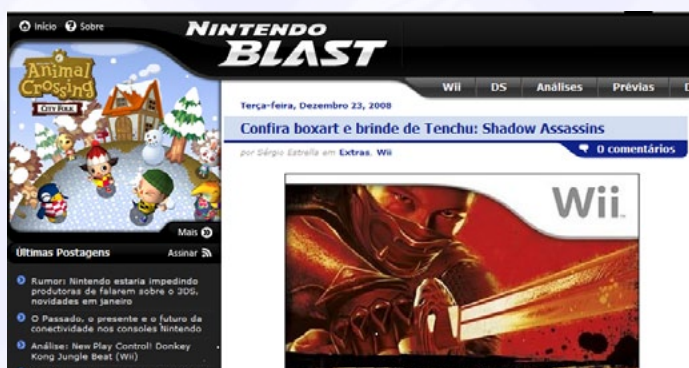 Início Sobre
NINTENDO
BLAST
Animal
Crossing
CITY FOLK
Wii DS Análises Prévias
Terça-feira, Dezembro 23, 2008
Confira boxart e brinde de Tenchu: Shadow Assassins
por Sérgio Estrella em Extras, Wii
0 comentários
Wii
Mais
Últimas Postagens Assinar
Rumor: Nintendo estaria impedindo
produtoras de falarem sobre o 3DS,
novidades em janeiro
O Passado, o presente e o futuro da
conectividade nos consoles Nintendo
Análise: New Play Control! Donkey
Kong Jungle Beat (Wii)